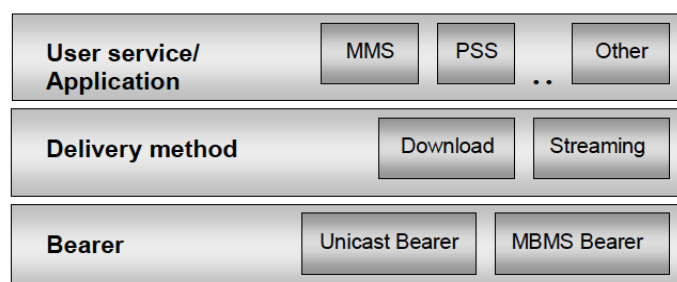 User service/ MMS PSS . . Other
Application
Delivery method Download Streaming
Bearer Unicast Bearer MBMS Bearer